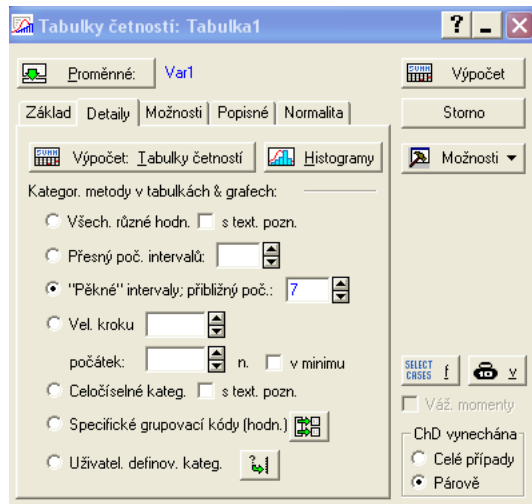 Tabulky četností: Tabulka1
Proměnné: Var1
SUMM Výpočet
Základ Detaily Možnosti Popisné Normalita
Storno
SUMM Výpočet: Tabulky četností Histogramy
Možnosti
Kategor. metody v tabulkách & grafech:
Všech. různé hodn. s text. pozn.
Přesný poč. intervalů:
"Pěkné" intervaly; přibližný poč.: 7
Vel. kroku
počátek: n. v minimu
SELECT CASES f v
Celočíselné kateg. s text. pozn.
Váž. momenty
Specifické grupovací kódy (hodn.)
ChD vynechána
Celé případy
Uživatel. definov. kateg.
Párově